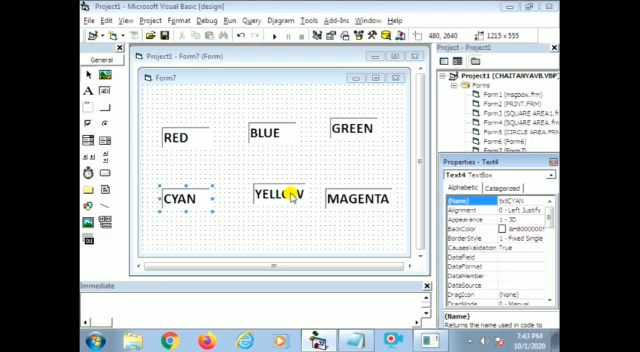 Project1 - Microsoft Visual Basic [design]
File Edit View Project Format Debug Run Query Diagram Tools Add-Ins Window Help
480, 2640 1215 x 555
General
Project1 - Form7 (Form)
Form7
RED BLUE GREEN
CYAN YELLOW MAGENTA
Immediate
Project - Project1
Project1 (CHAITANYAVB.VBP)
Forms
Form1 (msgbox.frm)
Form2 (PRINT.FRM)
Form3 (SQUARE AREA1.
Form4 (SQUARE AREA.frm
Form5 (CIRCLE AREA.FRM
Form7 (Form7)
Properties - Text4
Text4 TextBox
Alphabetic Categorized
(Name) txtCYAN
Alignment 0 - Left Justify
Appearance 1 - 3D
BackColor &H8000000
BorderStyle 1 - Fixed Single
CausesValidation True
DataField
DataFormat
DataMember
DataSource
DragIcon (None)
DragMode 0 - Manual
(Name)
Returns the name used in code to
7:43 PM
10/1/2020